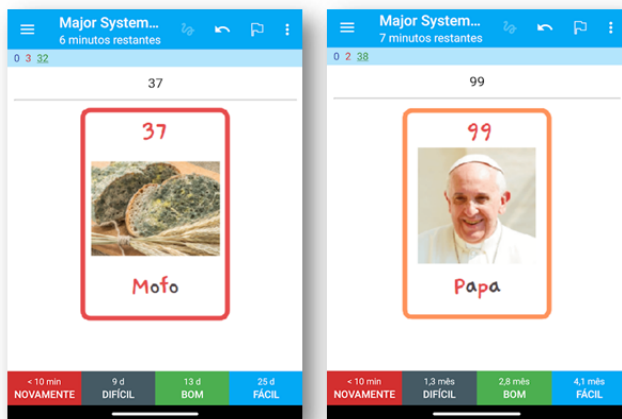 Major System...
6 minutos restantes
0 3 32
37
37
Mofo
< 10 min
NOVAMENTE
9 d
DIFÍCIL
13 d
BOM
25 d
FÁCIL
Major System...
7 minutos restantes
0 2 38
99
99
Papa
< 10 min
NOVAMENTE
1,3 mês
DIFÍCIL
2,8 mês
BOM
4,1 mês
FÁCIL